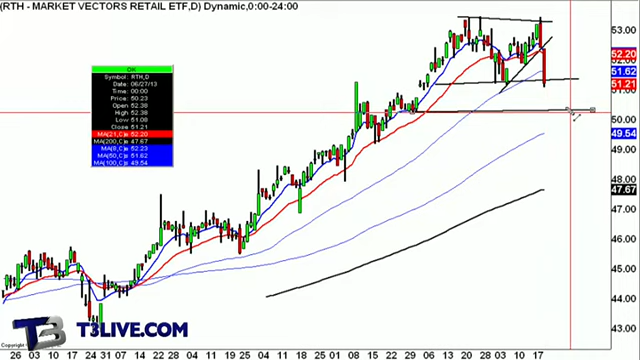 (RTH - MARKET VECTORS RETAIL ETF,D) Dynamic,0:00-24:00
OK
Symbol: RTH,D
Date: 06/27/13
Time: 00:00
Price: 50.23
Open 52.38
High 52.38
Low 51.08
Close 51.21
MA(21,C)s 52.20
MA(200,C)s 47.67
MA(8,C)s 52.23
MA(50,C)s 51.62
MA(100,C)s 49.54
53.00
52.20
51.62
51.21
51.00
50.00
49.54
49.00
48.00
47.67
47.00
46.00
45.00
44.00
43.00
T3
T3LIVE.COM
26 03 10 17 24 31 07 14 22 28 04 11 19 25 04 11 18 25 01 08 15 22 29 06 13 20 28 03 10 17